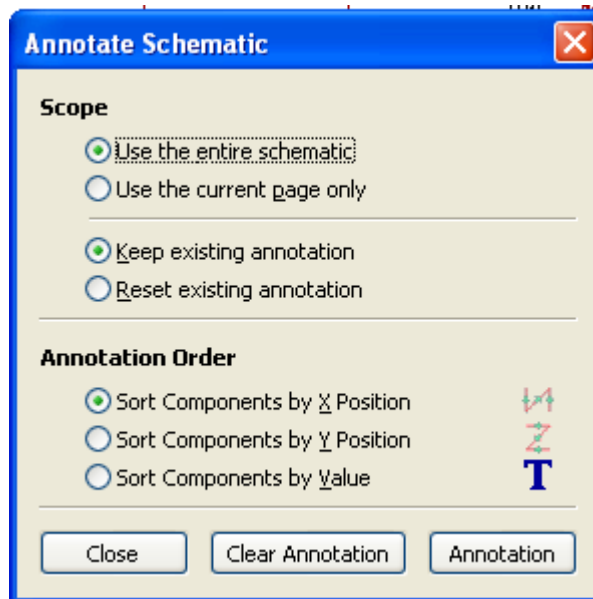 Annotate Schematic
Scope
Use the entire schematic
Use the current page only
Keep existing annotation
Reset existing annotation
Annotation Order
Sort Components by X Position
Sort Components by Y Position
Sort Components by Value
T
Close Clear Annotation Annotation